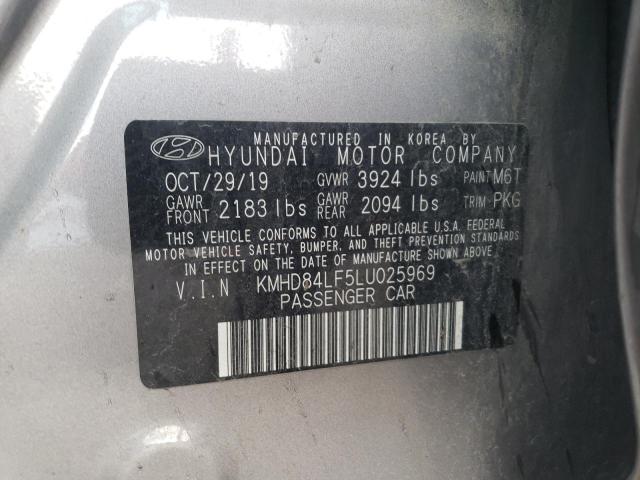 MANUFACTURED IN KOREA BY
HYUNDAI MOTOR COMPANY
OCT/29/19 GVWR 3924 lbs PAINT M6T
GAWR FRONT 2183 lbs GAWR REAR 2094 lbs TRIM PKG
THIS VEHICLE CONFORMS TO ALL APPLICABLE U.S.A. FEDERAL
MOTOR VEHICLE SAFETY, BUMPER, AND THEFT PREVENTION STANDARDS
IN EFFECT ON THE DATE OF MANUFACTURE SHOWN ABOVE.
V.I.N KMHD84LF5LU025969
PASSENGER CAR